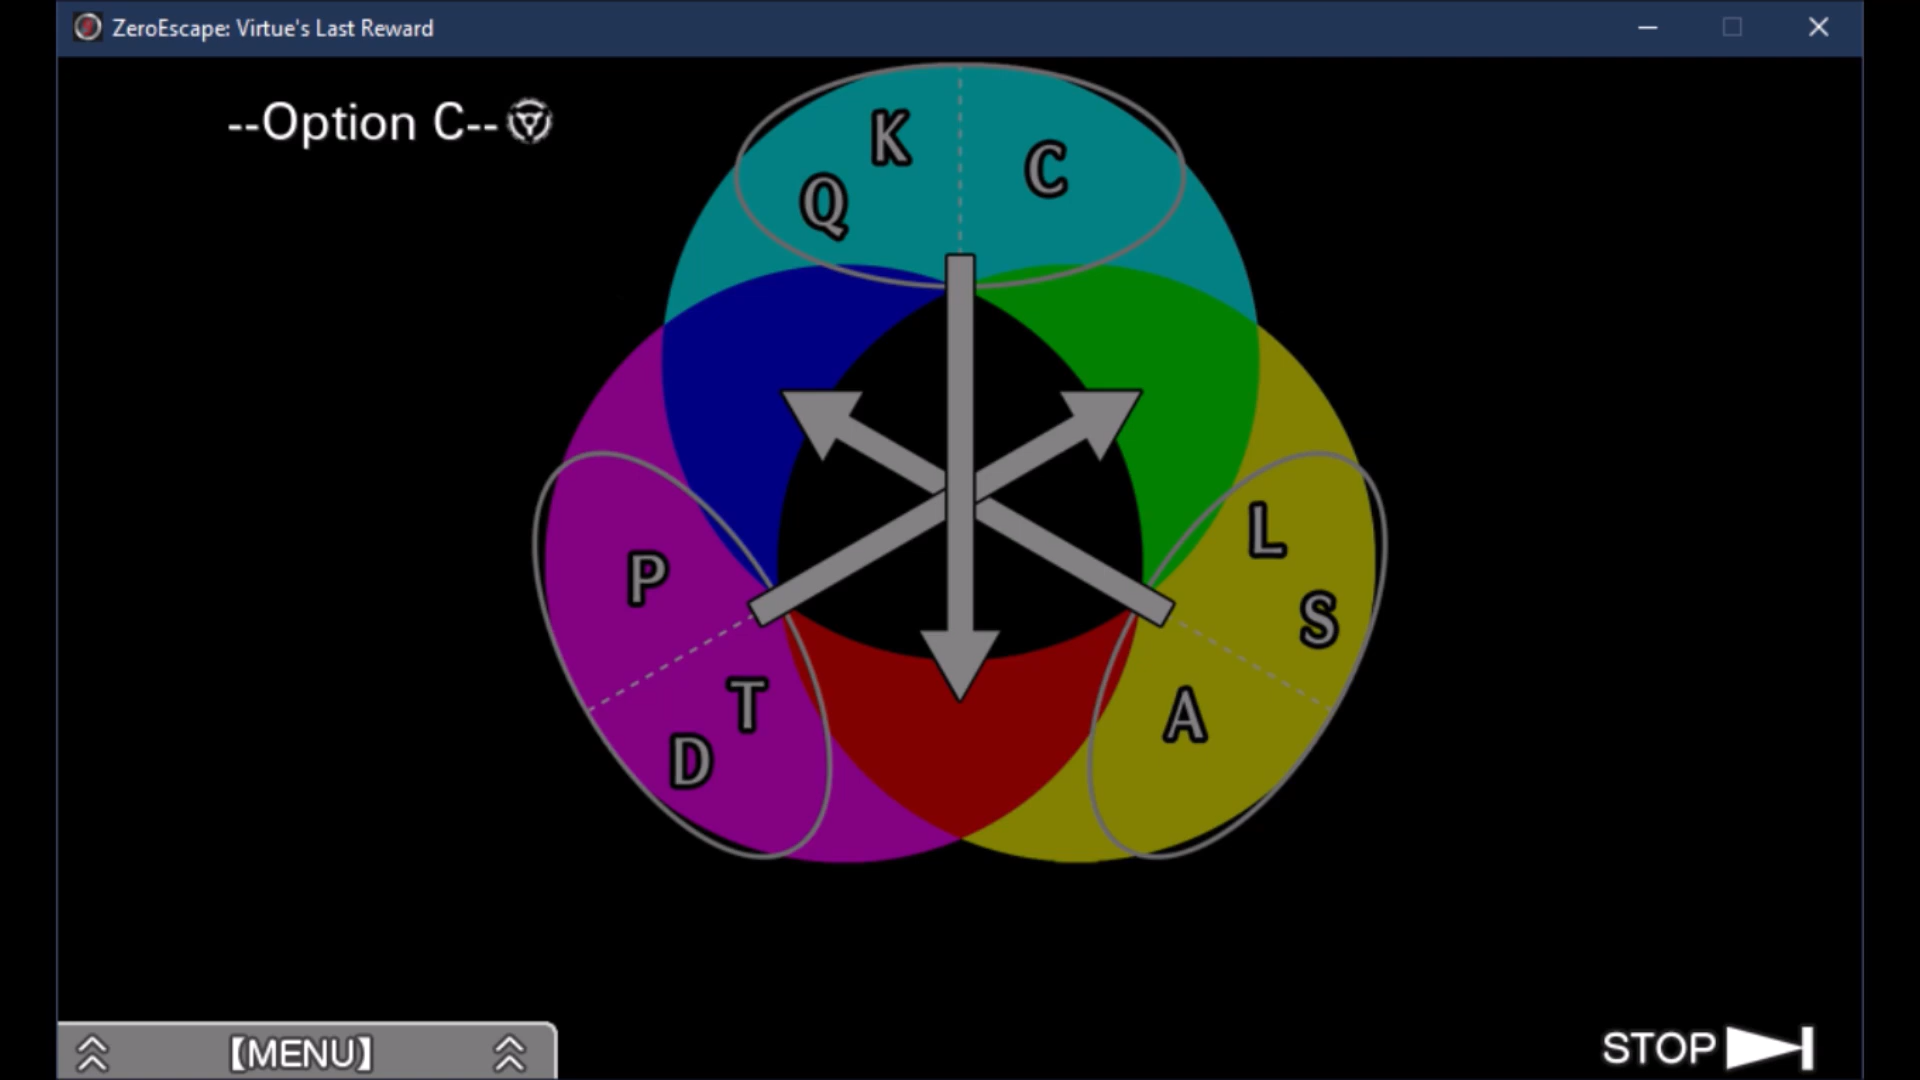 ZeroEscape: Virtue's Last Reward
--Option C--
K
C
Q
L
P
S
T
A
D
【MENU】
STOP